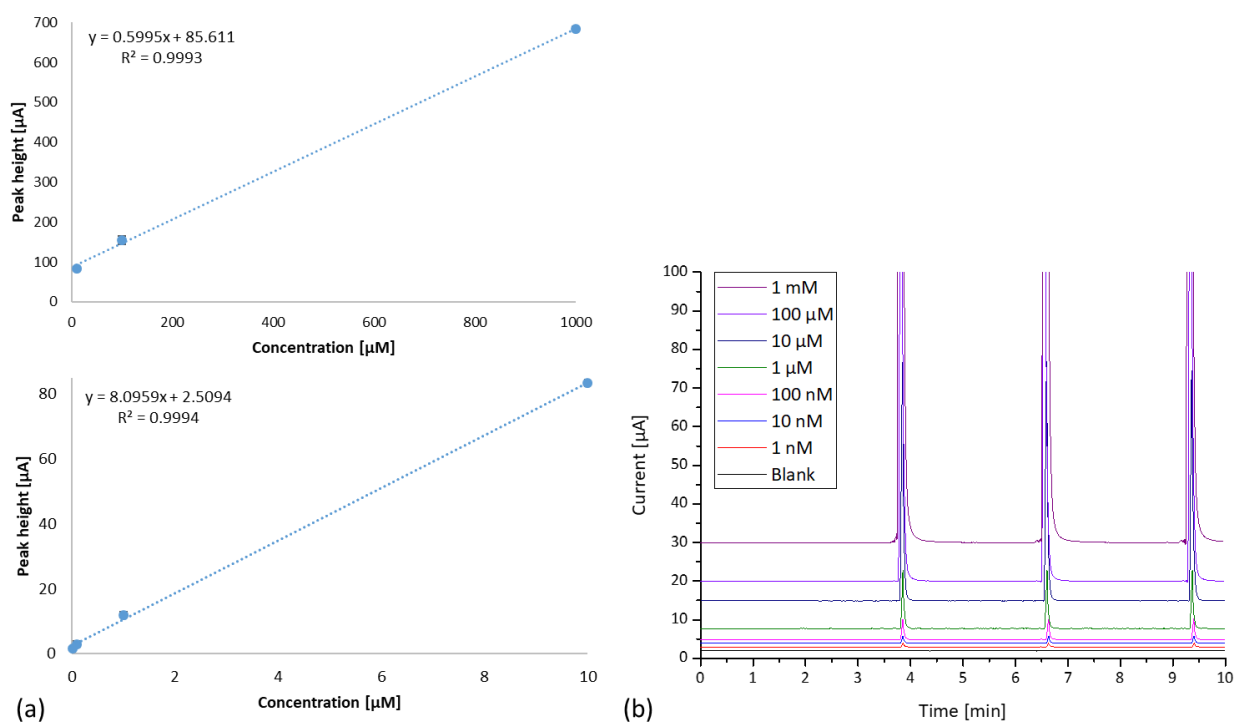 700
600
500
400
300
200
100
0
y = 0.5995x + 85.611
R² = 0.9993
Peak height [µA]
0 200 400 600 800 1000
Concentration [µM]
80
60
40
20
0
y = 8.0959x + 2.5094
R² = 0.9994
Peak height [µA]
0 2 4 6 8 10
Concentration [µM]
(a)
100
90
80
70
60
50
40
30
20
10
0
Current [µA]
1 mM
100 µM
10 µM
1 µM
100 nM
10 nM
1 nM
Blank
0 1 2 3 4 5 6 7 8 9 10
Time [min]
(b)